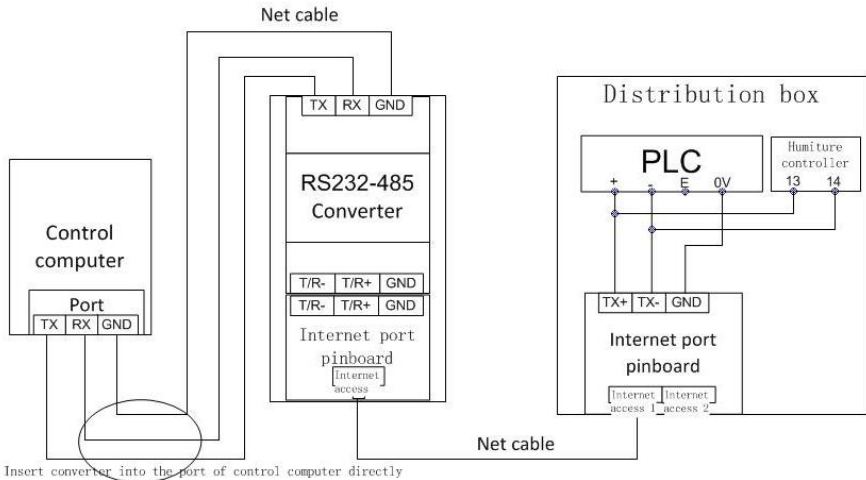 Net cable
TX RX GND
Distribution box
PLC
+ - E 0V
Humiture
controller
13 14
RS232-485
Converter
Control
computer
Port
TX RX GND
T/R- T/R+ GND
T/R- T/R+ GND
Internet port
pinboard
Internet
access
TX+ TX- GND
Internet port
pinboard
Internet
access 1
Internet
access 2
Net cable
Insert converter into the port of control computer directly